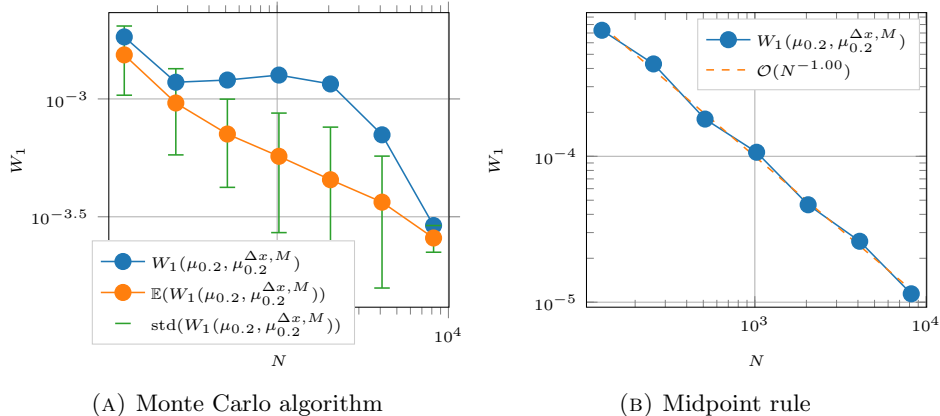 10^{-3}
10^{-3.5}
W_1
10^4
N
W_1(μ_{0.2}, μ_{0.2}^{Δx,M})
𝔼(W_1(μ_{0.2}, μ_{0.2}^{Δx,M}))
std(W_1(μ_{0.2}, μ_{0.2}^{Δx,M}))
(A) Monte Carlo algorithm
W_1(μ_{0.2}, μ_{0.2}^{Δx,M})
𝒪(N^{-1.00})
10^{-4}
10^{-5}
W_1
10^3
10^4
N
(B) Midpoint rule